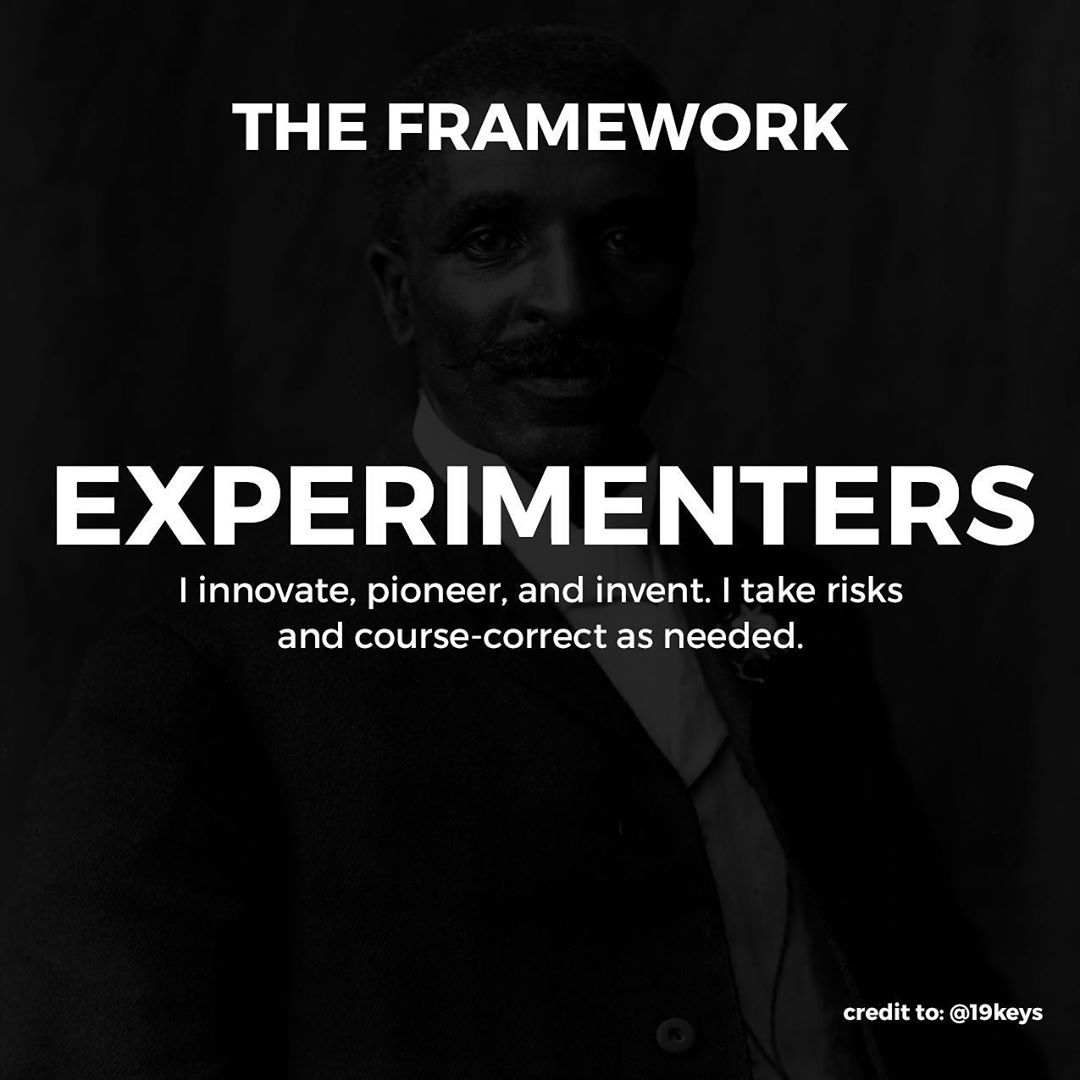 THE FRAMEWORK
EXPERIMENTERS
I innovate, pioneer, and invent. I take risks
and course-correct as needed.
credit to: @19keys